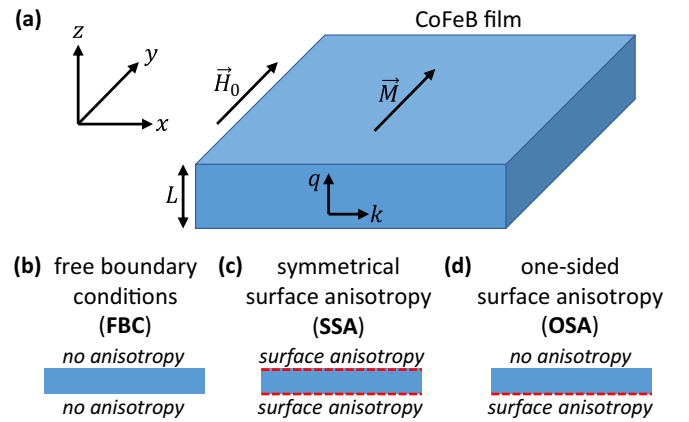 (a)
CoFeB film
z
y
x
H⃗₀
M⃗
L
q
k
(b) free boundary
conditions
(FBC)
no anisotropy
no anisotropy
(c) symmetrical
surface anisotropy
(SSA)
surface anisotropy
surface anisotropy
(d) one-sided
surface anisotropy
(OSA)
no anisotropy
surface anisotropy